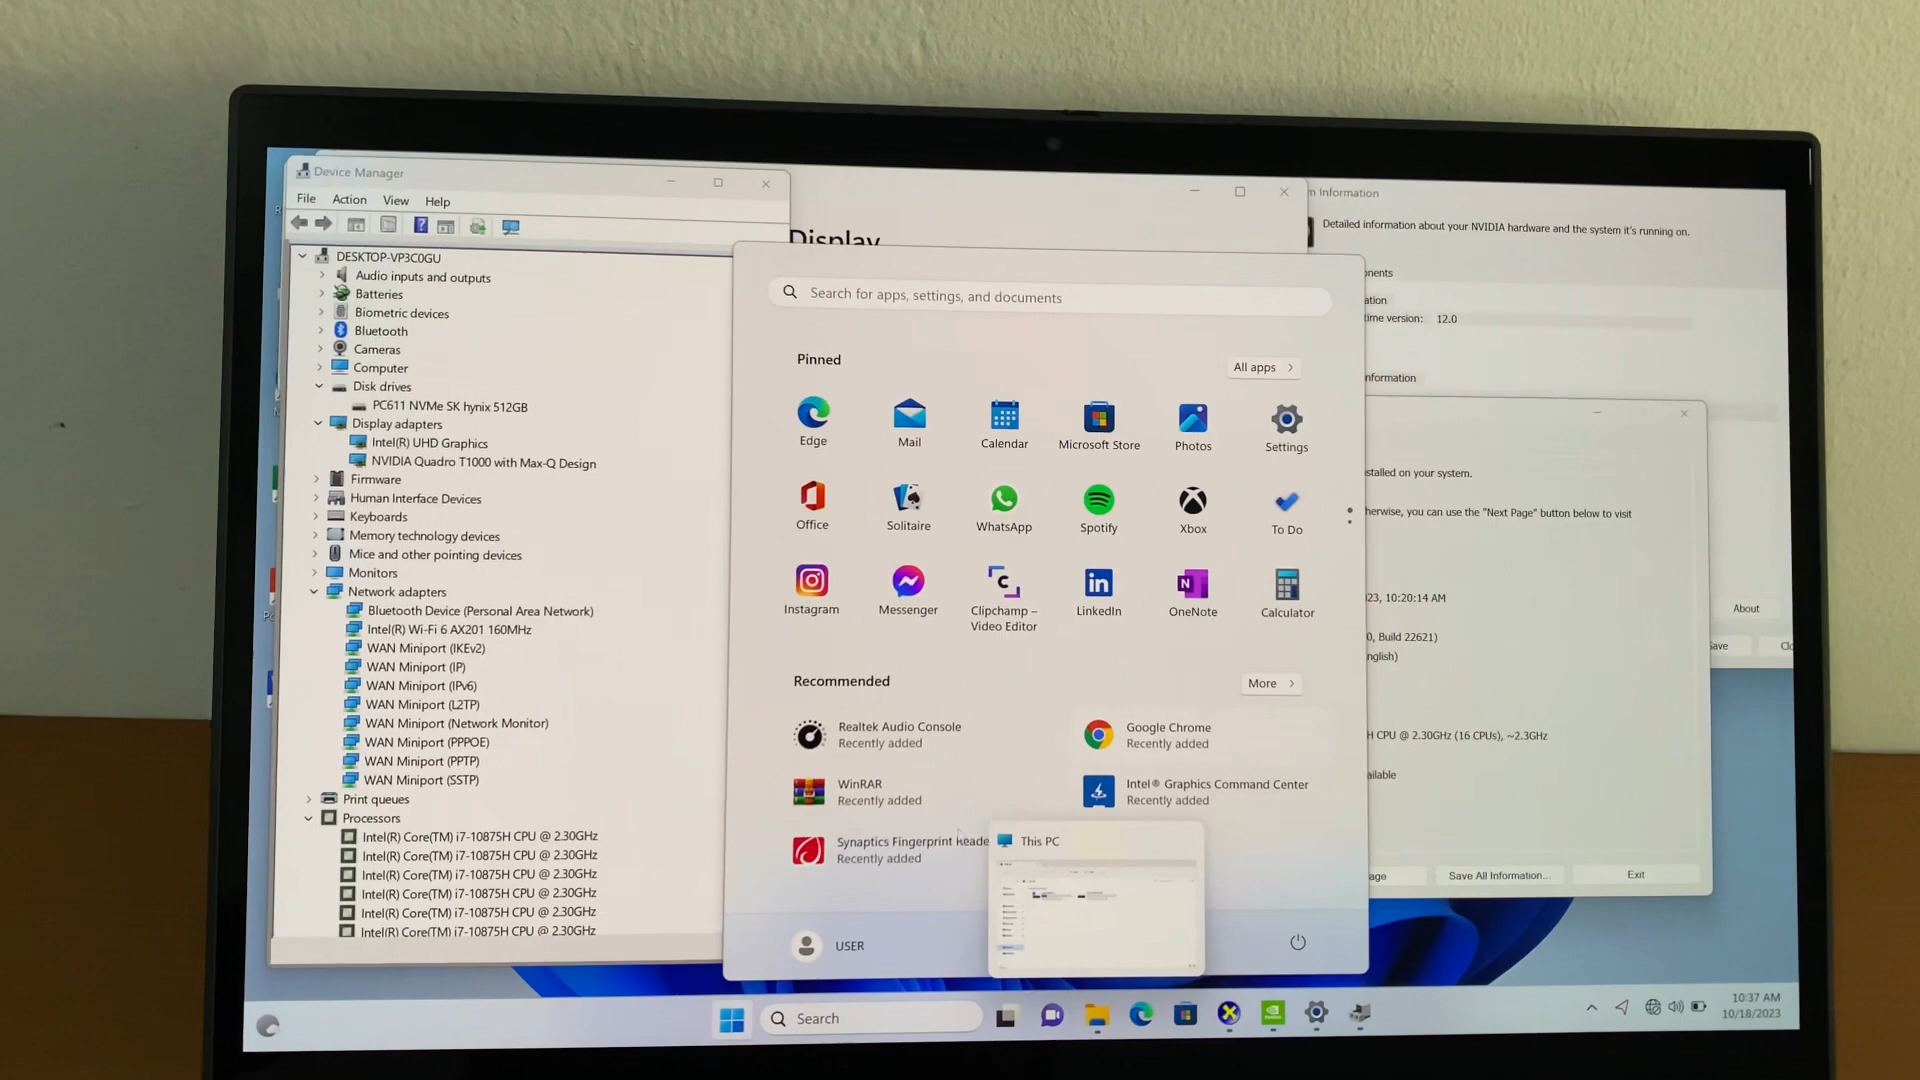 Device Manager
File Action View Help
DESKTOP-VP3C0GU
Audio inputs and outputs
Batteries
Biometric devices
Bluetooth
Cameras
Computer
Disk drives
PC611 NVMe SK hynix 512GB
Display adapters
Intel(R) UHD Graphics
NVIDIA Quadro T1000 with Max-Q Design
Firmware
Human Interface Devices
Keyboards
Memory technology devices
Mice and other pointing devices
Monitors
Network adapters
Bluetooth Device (Personal Area Network)
Intel(R) Wi-Fi 6 AX201 160MHz
WAN Miniport (IKEv2)
WAN Miniport (IP)
WAN Miniport (IPv6)
WAN Miniport (L2TP)
WAN Miniport (Network Monitor)
WAN Miniport (PPPOE)
WAN Miniport (PPTP)
WAN Miniport (SSTP)
Print queues
Processors
Intel(R) Core(TM) i7-10875H CPU @ 2.30GHz
Intel(R) Core(TM) i7-10875H CPU @ 2.30GHz
Intel(R) Core(TM) i7-10875H CPU @ 2.30GHz
Intel(R) Core(TM) i7-10875H CPU @ 2.30GHz
Intel(R) Core(TM) i7-10875H CPU @ 2.30GHz
Intel(R) Core(TM) i7-10875H CPU @ 2.30GHz
Display
Search for apps, settings, and documents
Pinned
All apps
Edge
Mail
Calendar
Microsoft Store
Photos
Settings
Office
Solitaire
WhatsApp
Spotify
Xbox
To Do
Instagram
Messenger
Clipchamp –
Video Editor
LinkedIn
OneNote
Calculator
Recommended
More
Realtek Audio Console
Recently added
Google Chrome
Recently added
WinRAR
Recently added
Intel® Graphics Command Center
Recently added
Synaptics Fingerprint Reade
Recently added
This PC
USER
m Information
Detailed information about your NVIDIA hardware and the system it's running on.
onents
ation
time version: 12.0
nformation
stalled on your system.
herwise, you can use the "Next Page" button below to visit
23, 10:20:14 AM
0, Build 22621)
nglish)
H CPU @ 2.30GHz (16 CPUs), ~2.3GHz
ailable
About
Save Clo
age Save All Information... Exit
Search
10:37 AM
10/18/2023